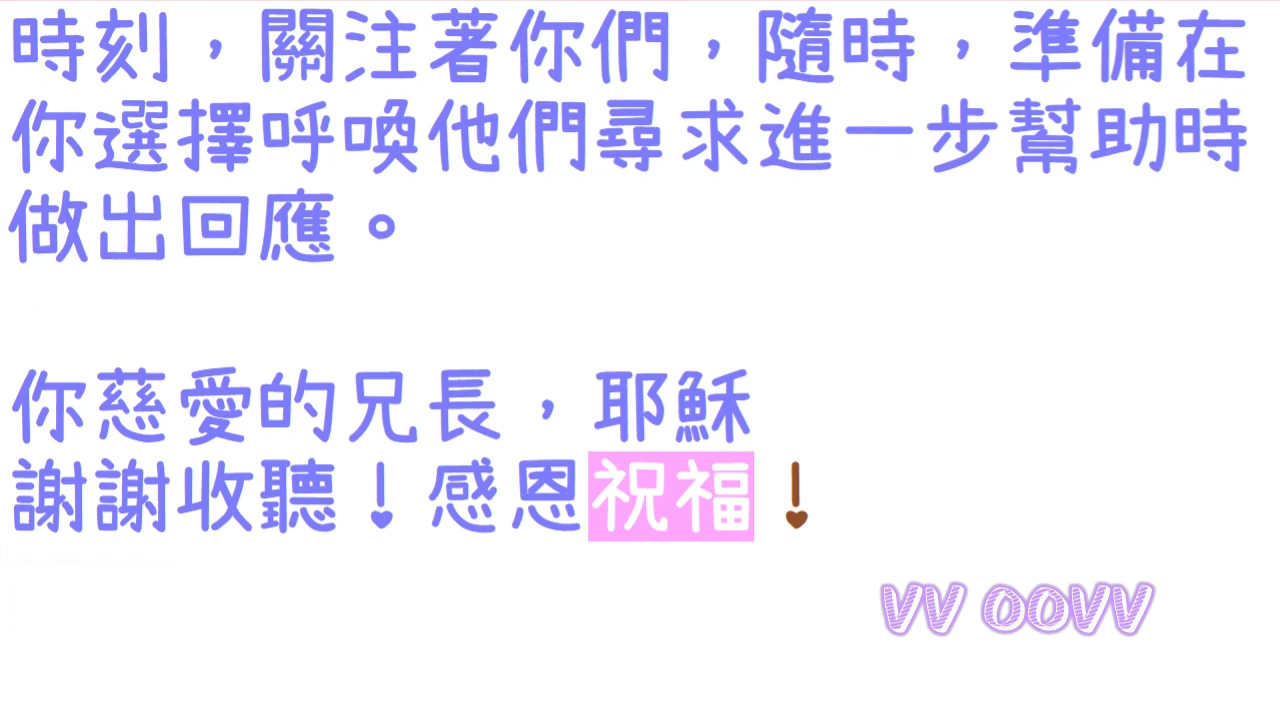 時刻，關注著你們，隨時，準備在
你選擇呼喚他們尋求進一步幫助時
做出回應。
你慈愛的兄長，耶穌
謝謝收聽！感恩祝福！
VV OOVV